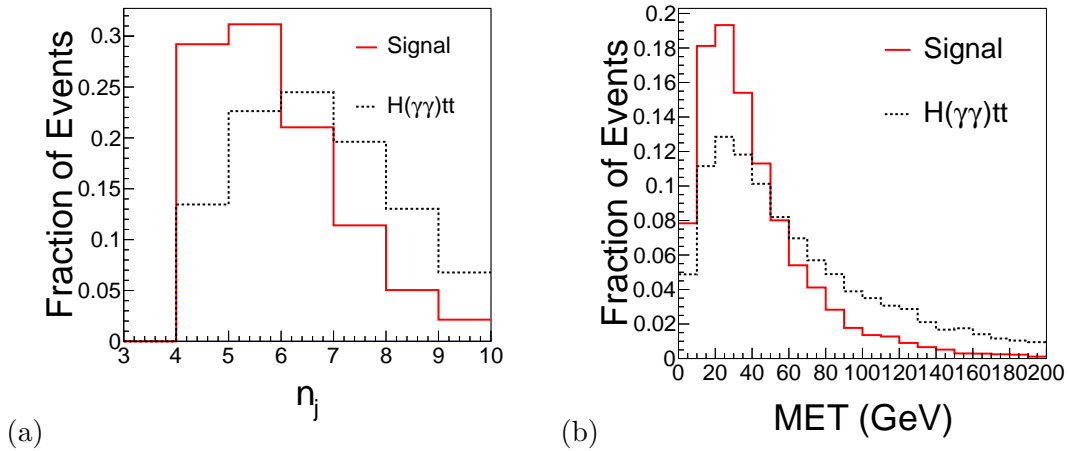 Fraction of Events
0.3
0.25
0.2
0.15
0.1
0.05
0
3 4 5 6 7 8 9 10
n_j
Signal
H(γγ)tt
(a)
Fraction of Events
0.2
0.18
0.16
0.14
0.12
0.1
0.08
0.06
0.04
0.02
0
0 20 40 60 80 100 120 140 160 180 200
MET (GeV)
Signal
H(γγ)tt
(b)